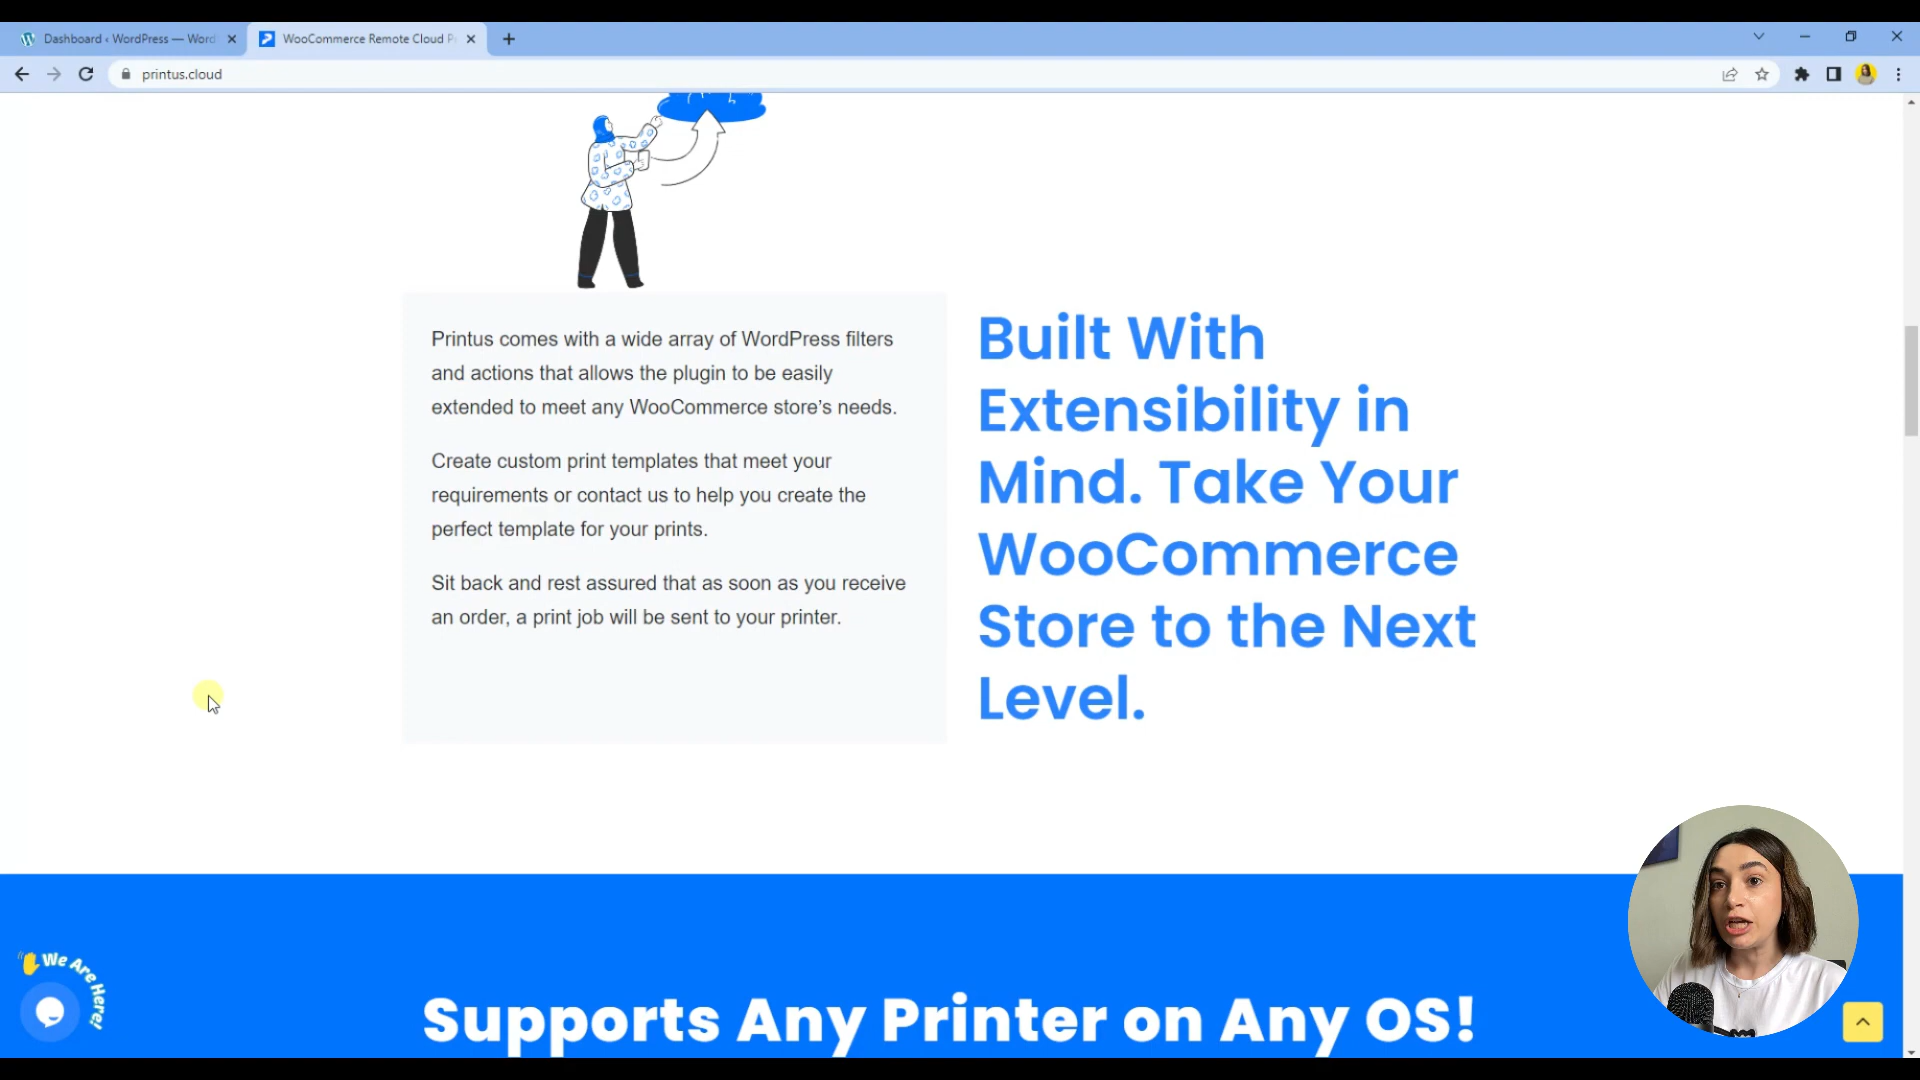 Dashboard ‹ WordPress — Word
WooCommerce Remote Cloud P
printus.cloud
Printus comes with a wide array of WordPress filters
and actions that allows the plugin to be easily
extended to meet any WooCommerce store’s needs.
Create custom print templates that meet your
requirements or contact us to help you create the
perfect template for your prints.
Sit back and rest assured that as soon as you receive
an order, a print job will be sent to your printer.
Built With
Extensibility in
Mind. Take Your
WooCommerce
Store to the Next
Level.
We Are Here!
Supports Any Printer on Any OS!